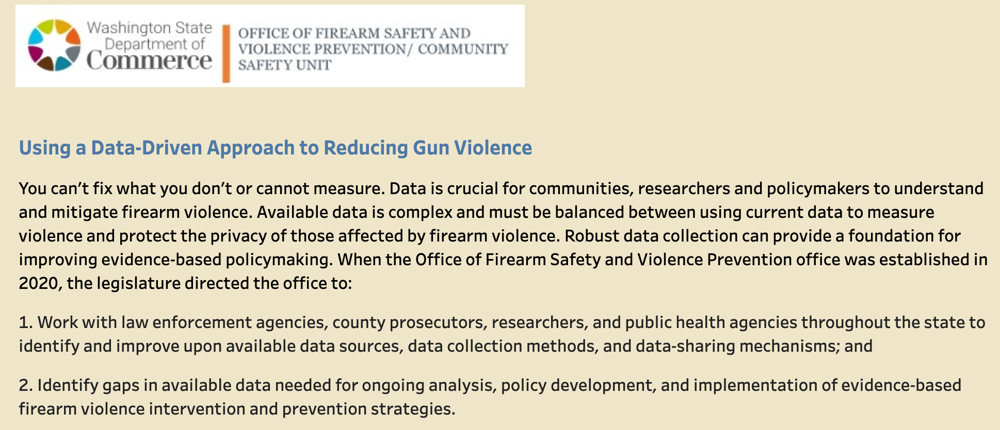 Washington State
Department of
Commerce
OFFICE OF FIREARM SAFETY AND
VIOLENCE PREVENTION/ COMMUNITY
SAFETY UNIT
Using a Data-Driven Approach to Reducing Gun Violence
You can’t fix what you don’t or cannot measure. Data is crucial for communities, researchers and policymakers to understand
and mitigate firearm violence. Available data is complex and must be balanced between using current data to measure
violence and protect the privacy of those affected by firearm violence. Robust data collection can provide a foundation for
improving evidence-based policymaking. When the Office of Firearm Safety and Violence Prevention office was established in
2020, the legislature directed the office to:
1. Work with law enforcement agencies, county prosecutors, researchers, and public health agencies throughout the state to
identify and improve upon available data sources, data collection methods, and data-sharing mechanisms; and
2. Identify gaps in available data needed for ongoing analysis, policy development, and implementation of evidence-based
firearm violence intervention and prevention strategies.